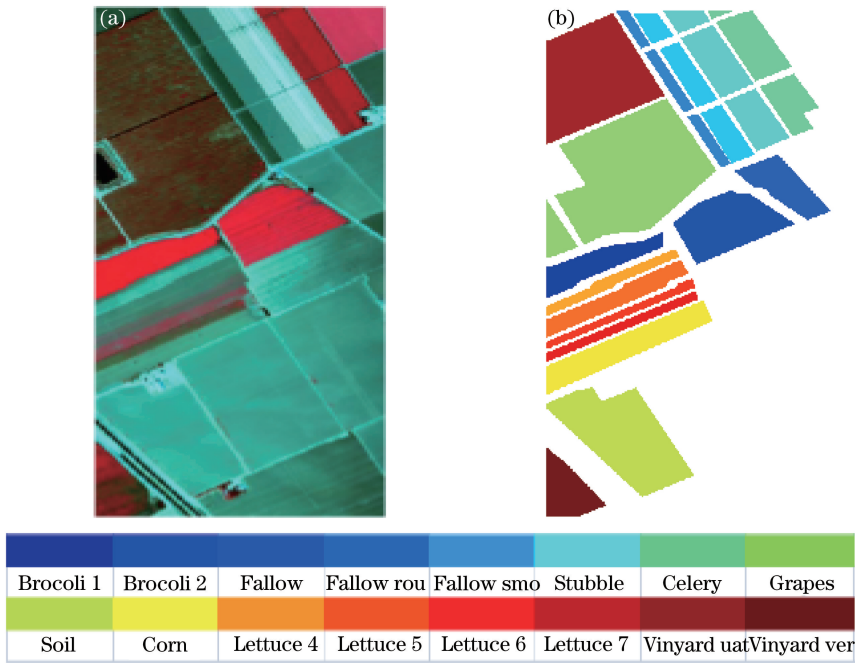 (a) (b)
Brocoli 1 Brocoli 2 Fallow Fallow rou Fallow smo Stubble Celery Grapes
Soil Corn Lettuce 4 Lettuce 5 Lettuce 6 Lettuce 7 Vinyard uat Vinyard ver